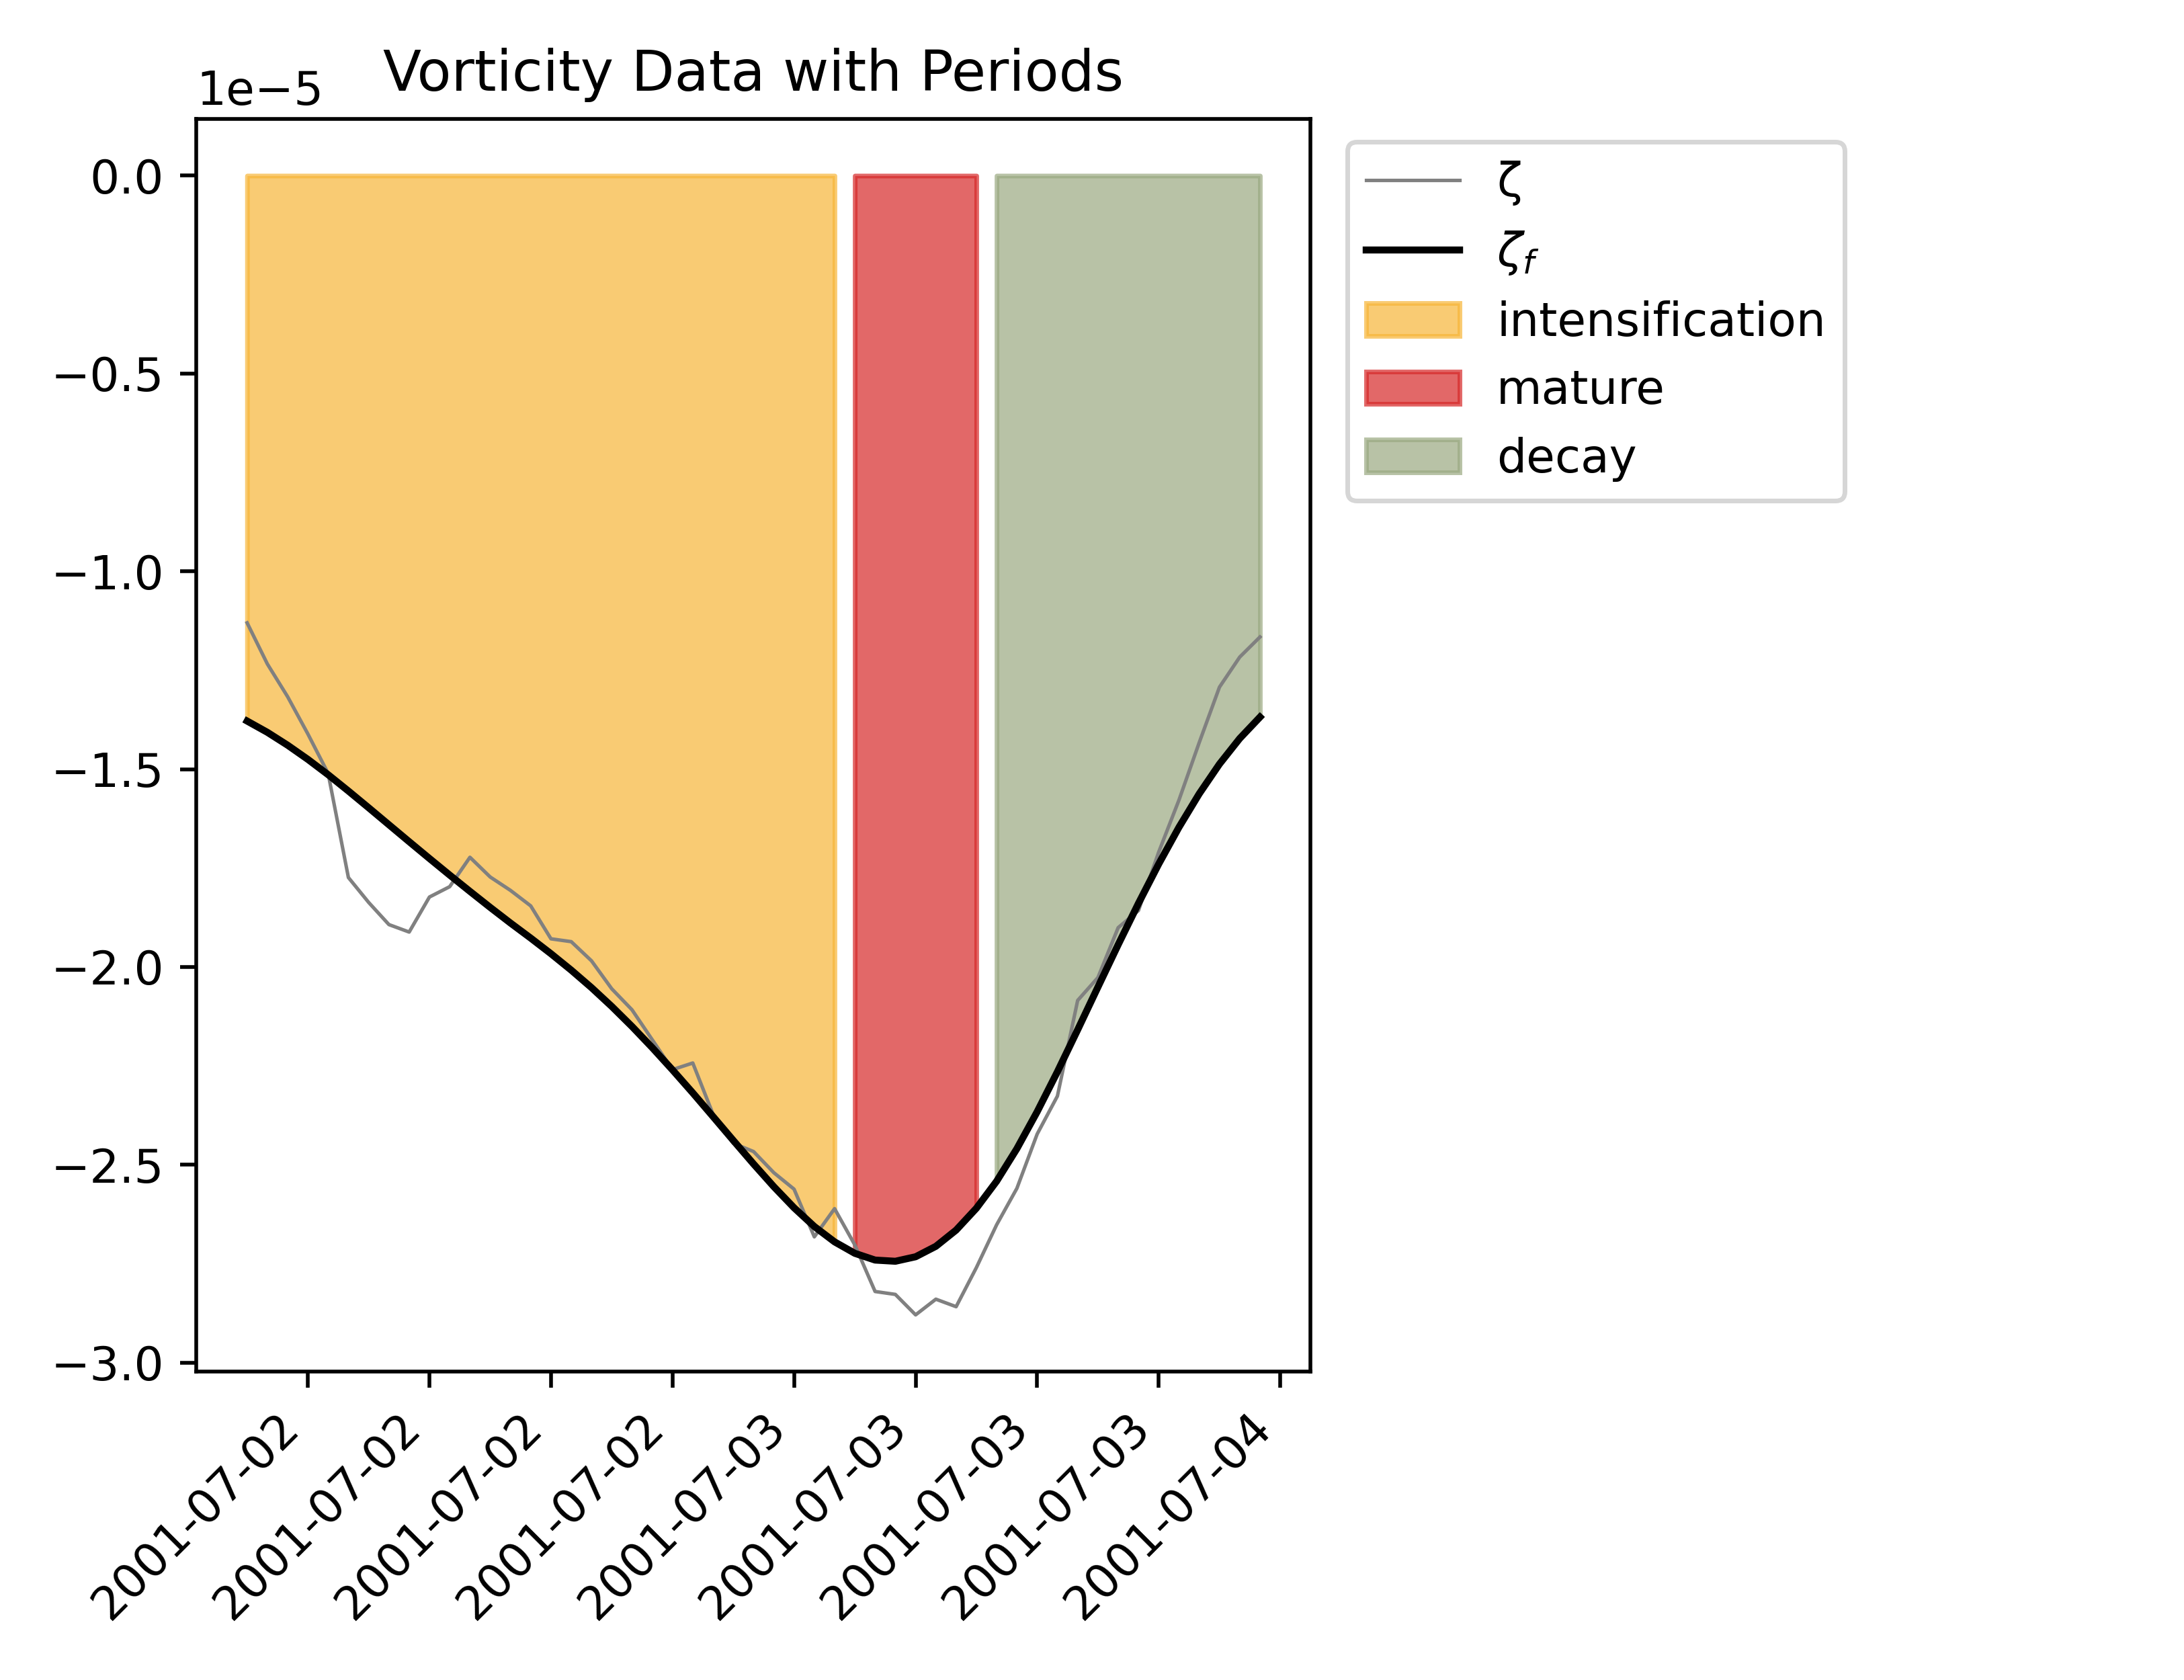 Vorticity Data with Periods
1e−5
0.0
−0.5
−1.0
−1.5
−2.0
−2.5
−3.0
2001-07-02
2001-07-02
2001-07-02
2001-07-02
2001-07-03
2001-07-03
2001-07-03
2001-07-03
2001-07-04
ζ
ζf
intensification
mature
decay